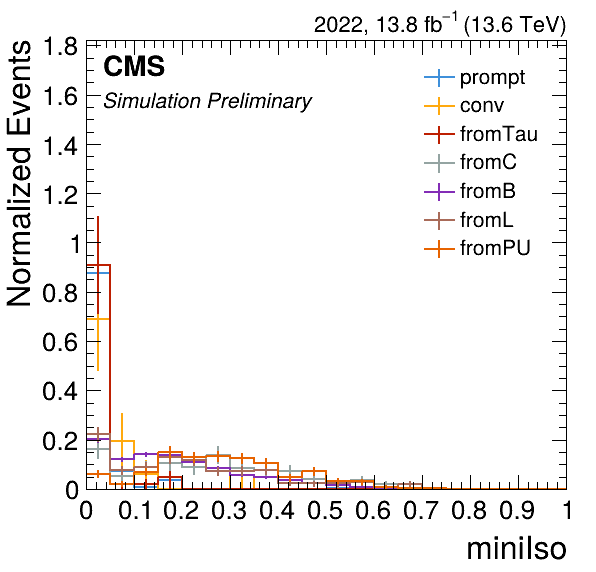 2022, 13.8 fb⁻¹ (13.6 TeV)
CMS
Simulation Preliminary
prompt
conv
fromTau
fromC
fromB
fromL
fromPU
Normalized Events
1.8
1.6
1.4
1.2
1
0.8
0.6
0.4
0.2
0
0 0.1 0.2 0.3 0.4 0.5 0.6 0.7 0.8 0.9 1
miniIso